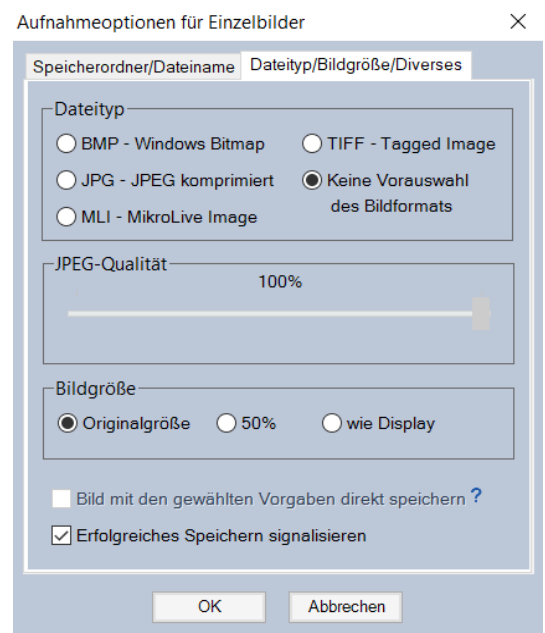 Aufnahmeoptionen für Einzelbilder
Speicherordner/Dateiname Dateityp/Bildgröße/Diverses
Dateityp
BMP - Windows Bitmap TIFF - Tagged Image
JPG - JPEG komprimiert Keine Vorauswahl
des Bildformats
MLI - MikroLive Image
JPEG-Qualität
100%
Bildgröße
Originalgröße 50% wie Display
Bild mit den gewählten Vorgaben direkt speichern ?
Erfolgreiches Speichern signalisieren
OK Abbrechen